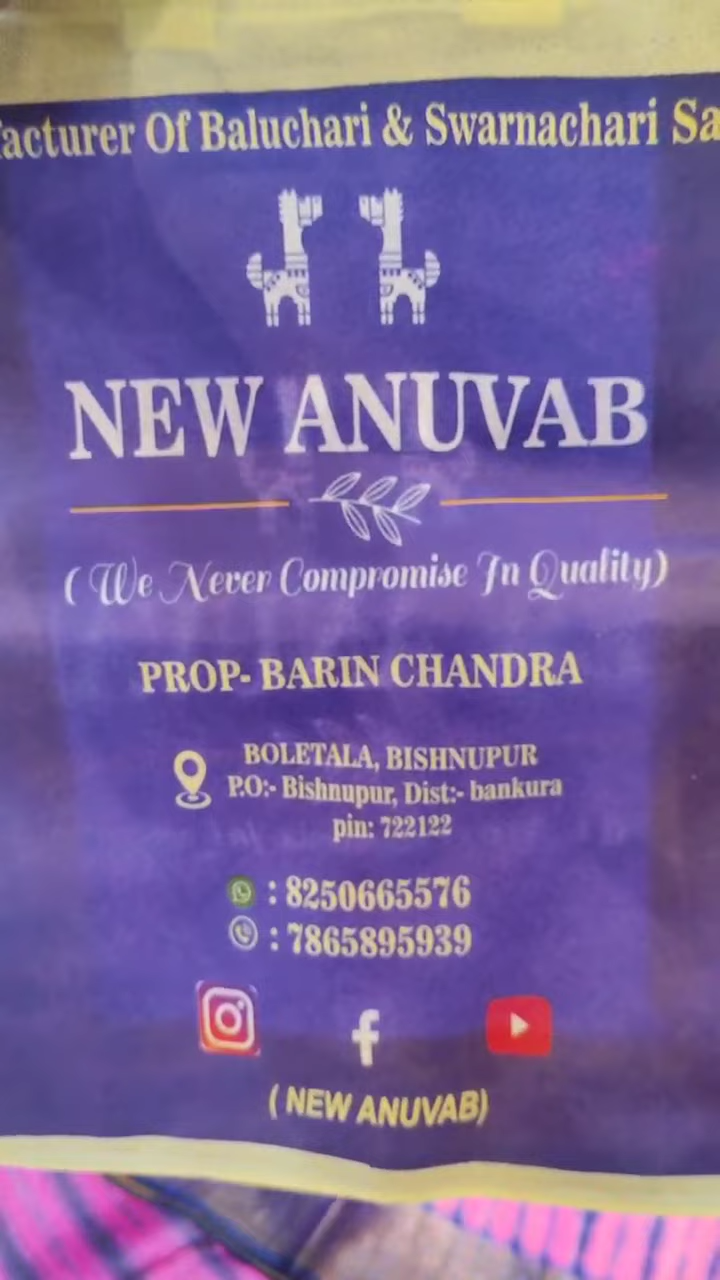 facturer Of Baluchari & Swarnachari Sa
NEW ANUVAB
( We Never Compromise In Quality)
PROP- BARIN CHANDRA
BOLETALA, BISHNUPUR
P.O:- Bishnupur, Dist:- bankura
pin: 722122
: 8250665576
: 7865895939
( NEW ANUVAB)